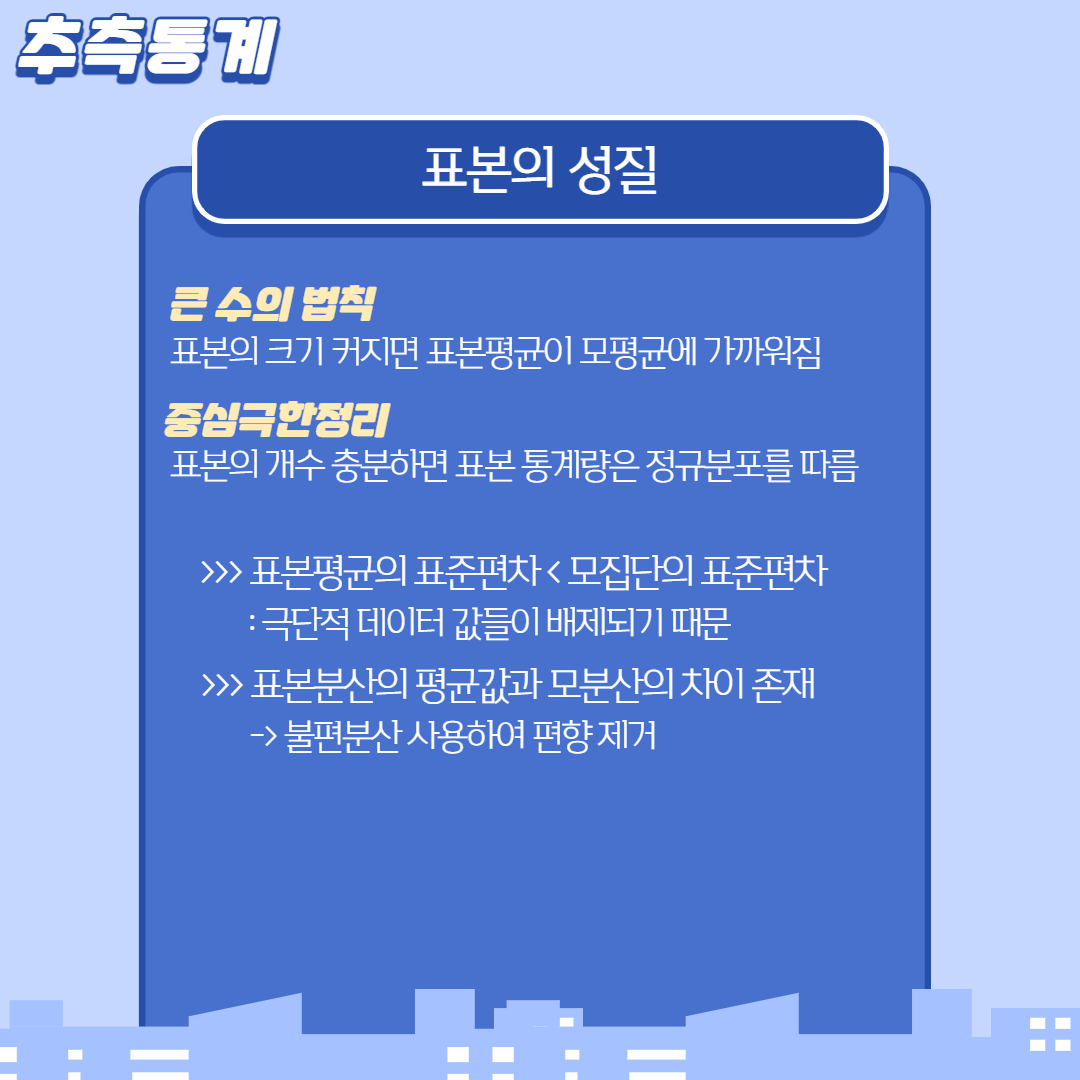 추측통계
표본의 성질
큰 수의 법칙
표본의 크기 커지면 표본평균이 모평균에 가까워짐
중심극한정리
표본의 개수 충분하면 표본 통계량은 정규분포를 따름
>>> 표본평균의 표준편차 < 모집단의 표준편차
: 극단적 데이터 값들이 배제되기 때문
>>> 표본분산의 평균값과 모분산의 차이 존재
-> 불편분산 사용하여 편향 제거